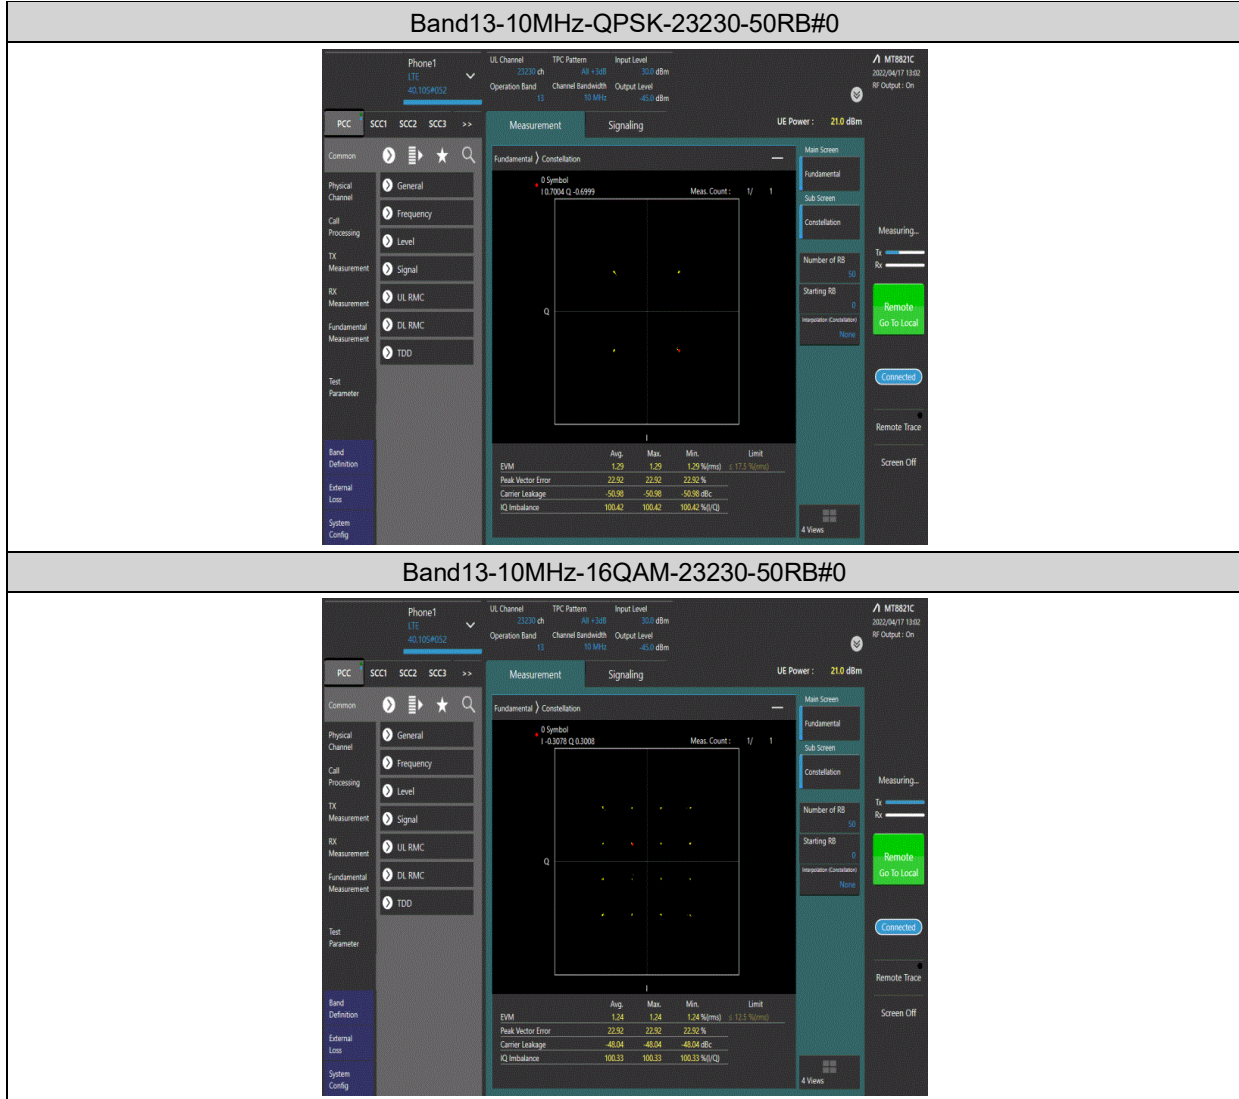 Band13-10MHz-QPSK-23230-50RB#0
Phone1
LTE
40.105#052
UL Channel TPC Pattern Input Level
23230 ch All +3dB 30.0 dBm
Operation Band Channel Bandwidth Output Level
13 10 MHz -45.0 dBm
MT8821C
2022/04/17 13:02
RF Output : On
PCC SCC1 SCC2 SCC3 >>
Measurement Signaling
UE Power : 21.0 dBm
Common
Physical
Channel
Call
Processing
TX
Measurement
RX
Measurement
Fundamental
Measurement
Test
Parameter
Band
Definition
External
Loss
System
Config
General
Frequency
Level
Signal
UL RMC
DL RMC
TDD
Fundamental Constellation
0 Symbol
I 0.7004 Q -0.6999 Meas. Count : 1/ 1
Q
I
Avg. Max. Min. Limit
EVM 1.29 1.29 1.29 %(rms) ≤ 17.5 %(rms)
Peak Vector Error 22.92 22.92 22.92 %
Carrier Leakage -50.98 -50.98 -50.98 dBc
IQ Imbalance 100.42 100.42 100.42 %(I/Q)
Main Screen
Fundamental
Sub Screen
Constellation
Number of RB
50
Starting RB
0
Interpolation (Constellation)
None
4 Views
Measuring...
Tx
Rx
Remote
Go To Local
Connected
Remote Trace
Screen Off
Band13-10MHz-16QAM-23230-50RB#0
Phone1
LTE
40.105#052
UL Channel TPC Pattern Input Level
23230 ch All +3dB 30.0 dBm
Operation Band Channel Bandwidth Output Level
13 10 MHz -45.0 dBm
MT8821C
2022/04/17 13:02
RF Output : On
PCC SCC1 SCC2 SCC3 >>
Measurement Signaling
UE Power : 21.0 dBm
Common
Physical
Channel
Call
Processing
TX
Measurement
RX
Measurement
Fundamental
Measurement
Test
Parameter
Band
Definition
External
Loss
System
Config
General
Frequency
Level
Signal
UL RMC
DL RMC
TDD
Fundamental Constellation
0 Symbol
I -0.3078 Q 0.3008 Meas. Count : 1/ 1
Q
I
Avg. Max. Min. Limit
EVM 1.24 1.24 1.24 %(rms) ≤ 12.5 %(rms)
Peak Vector Error 22.92 22.92 22.92 %
Carrier Leakage -48.04 -48.04 -48.04 dBc
IQ Imbalance 100.33 100.33 100.33 %(I/Q)
Main Screen
Fundamental
Sub Screen
Constellation
Number of RB
50
Starting RB
0
Interpolation (Constellation)
None
4 Views
Measuring...
Tx
Rx
Remote
Go To Local
Connected
Remote Trace
Screen Off